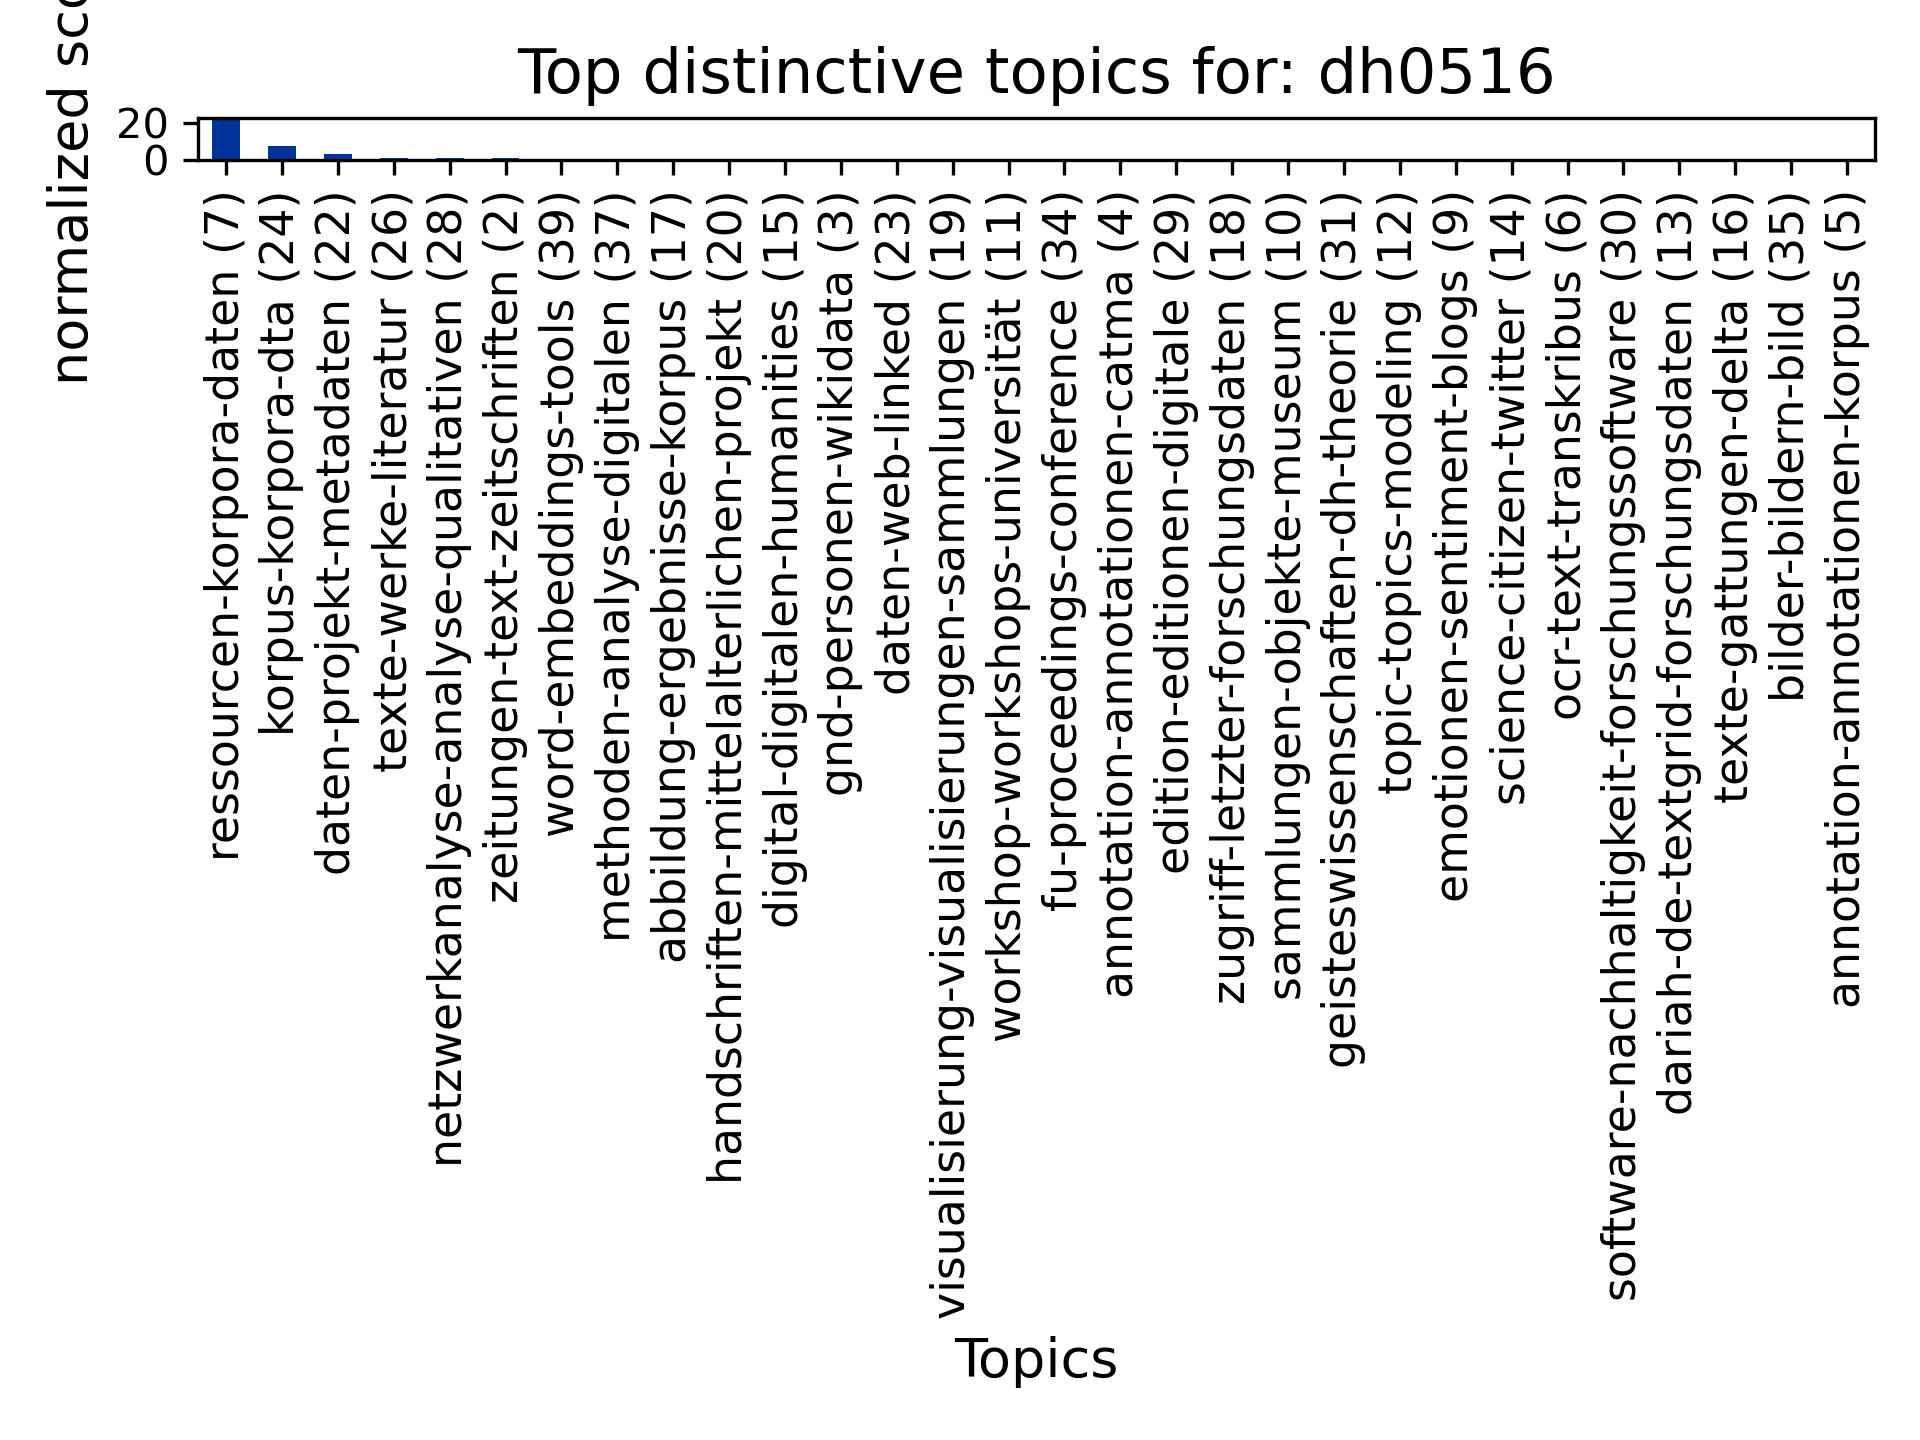 Top distinctive topics for: dh0516
normalized
20
0
ressourcen-korpora-daten (7)
korpus-korpora-dta (24)
daten-projekt-metadaten (22)
texte-werke-literatur (26)
netzwerkanalyse-analyse-qualitativen (28)
zeitungen-text-zeitschriften (2)
word-embeddings-tools (39)
methoden-analyse-digitalen (37)
abbildung-ergebnisse-korpus (17)
handschriften-mittelalterlichen-projekt (20)
digital-digitalen-humanities (15)
gnd-personen-wikidata (3)
daten-web-linked (23)
visualisierung-visualisierungen-sammlungen (19)
workshop-workshops-universität (11)
fu-proceedings-conference (34)
annotation-annotationen-catma (4)
edition-editionen-digitale (29)
zugriff-letzter-forschungsdaten (18)
sammlungen-objekte-museum (10)
geisteswissenschaften-dh-theorie (31)
topic-topics-modeling (12)
emotionen-sentiment-blogs (9)
science-citizen-twitter (14)
ocr-text-transkribus (6)
software-nachhaltigkeit-forschungssoftware (30)
dariah-de-textgrid-forschungsdaten (13)
texte-gattungen-delta (16)
bilder-bildern-bild (35)
annotation-annotationen-korpus (5)
Topics